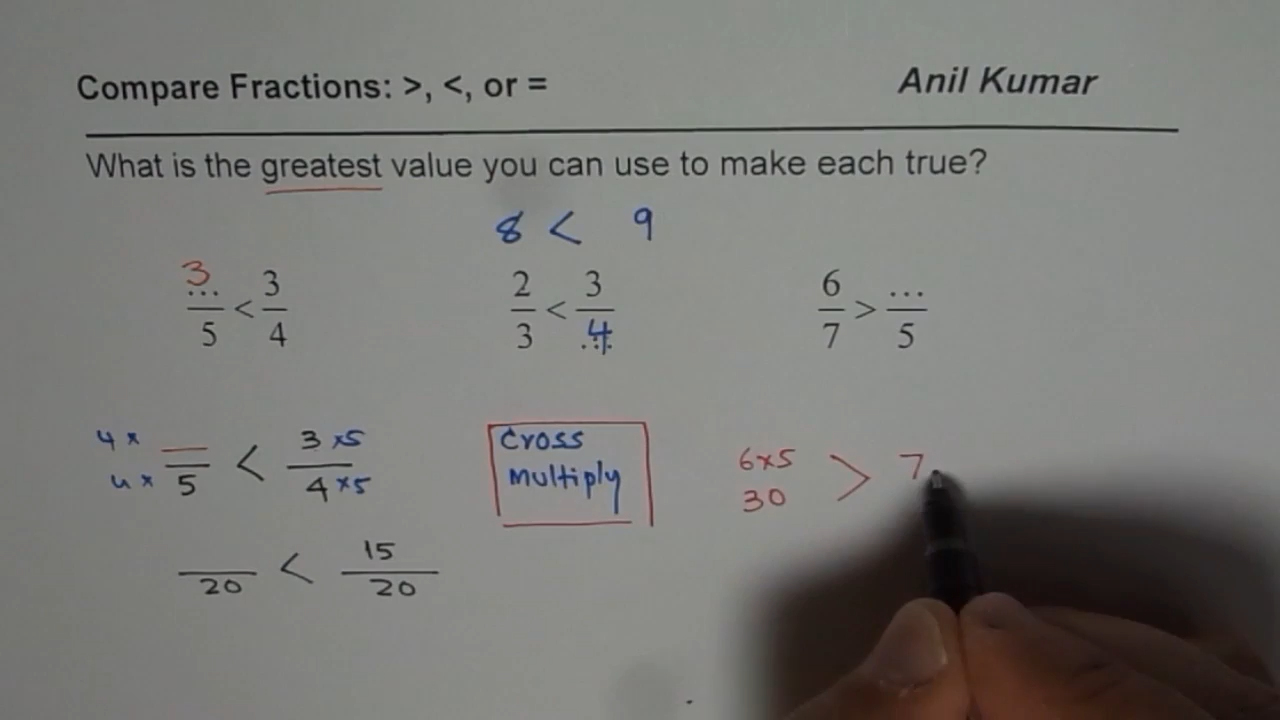 Compare Fractions: >, <, or = Anil Kumar
What is the greatest value you can use to make each true?
8 < 9
3/5 < 3/4
2/3 < 3/4
6/7 > .../5
4 × __/4 × 5 < 3 ×5/4 ×5
Cross
Multiply
6×5 > 7
30
__/20 < 15/20